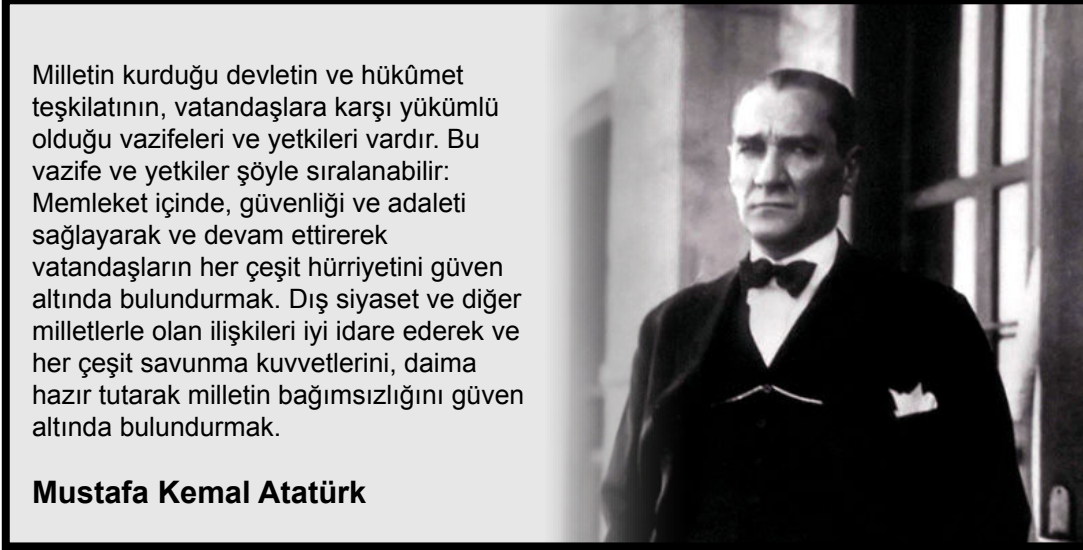 Milletin kurduğu devletin ve hükûmet
teşkilatının, vatandaşlara karşı yükümlü
olduğu vazifeleri ve yetkileri vardır. Bu
vazife ve yetkiler şöyle sıralanabilir:
Memleket içinde, güvenliği ve adaleti
sağlayarak ve devam ettirerek
vatandaşların her çeşit hürriyetini güven
altında bulundurmak. Dış siyaset ve diğer
milletlerle olan ilişkileri iyi idare ederek ve
her çeşit savunma kuvvetlerini, daima
hazır tutarak milletin bağımsızlığını güven
altında bulundurmak.
Mustafa Kemal Atatürk